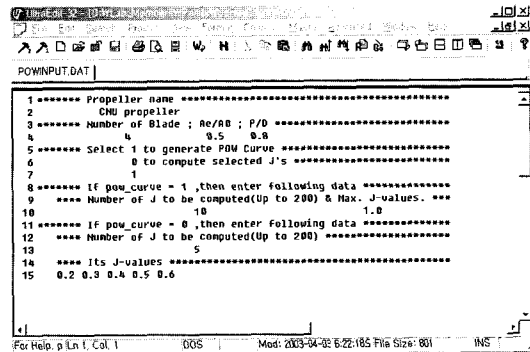 POWINPUT.DAT
1 ******* Propeller name ****************************************
2 CNU propeller
3 ******* Number of Blade ; Ae/A0 ; P/D **************************
4 4 0.5 0.8
5 ******* Select 1 to generate POW Curve ***********************
6 0 to compute selected J's ***********************
7 1
8 ******* If pow_curve = 1 ,then enter following data *************
9 **** Number of J to be computed(Up to 200) & Max. J-values. ***
10 10 1.0
11 ******* If pow_curve = 0 ,then enter following data *************
12 **** Number of J to be computed(Up to 200) *******************
13 5
14 **** Its J-values ******************************************
15 0.2 0.3 0.4 0.5 0.6
For Help, p Ln 1, Col. 1 DOS Mod: 2003-04-03 6:22:18S File Size: 801 INS